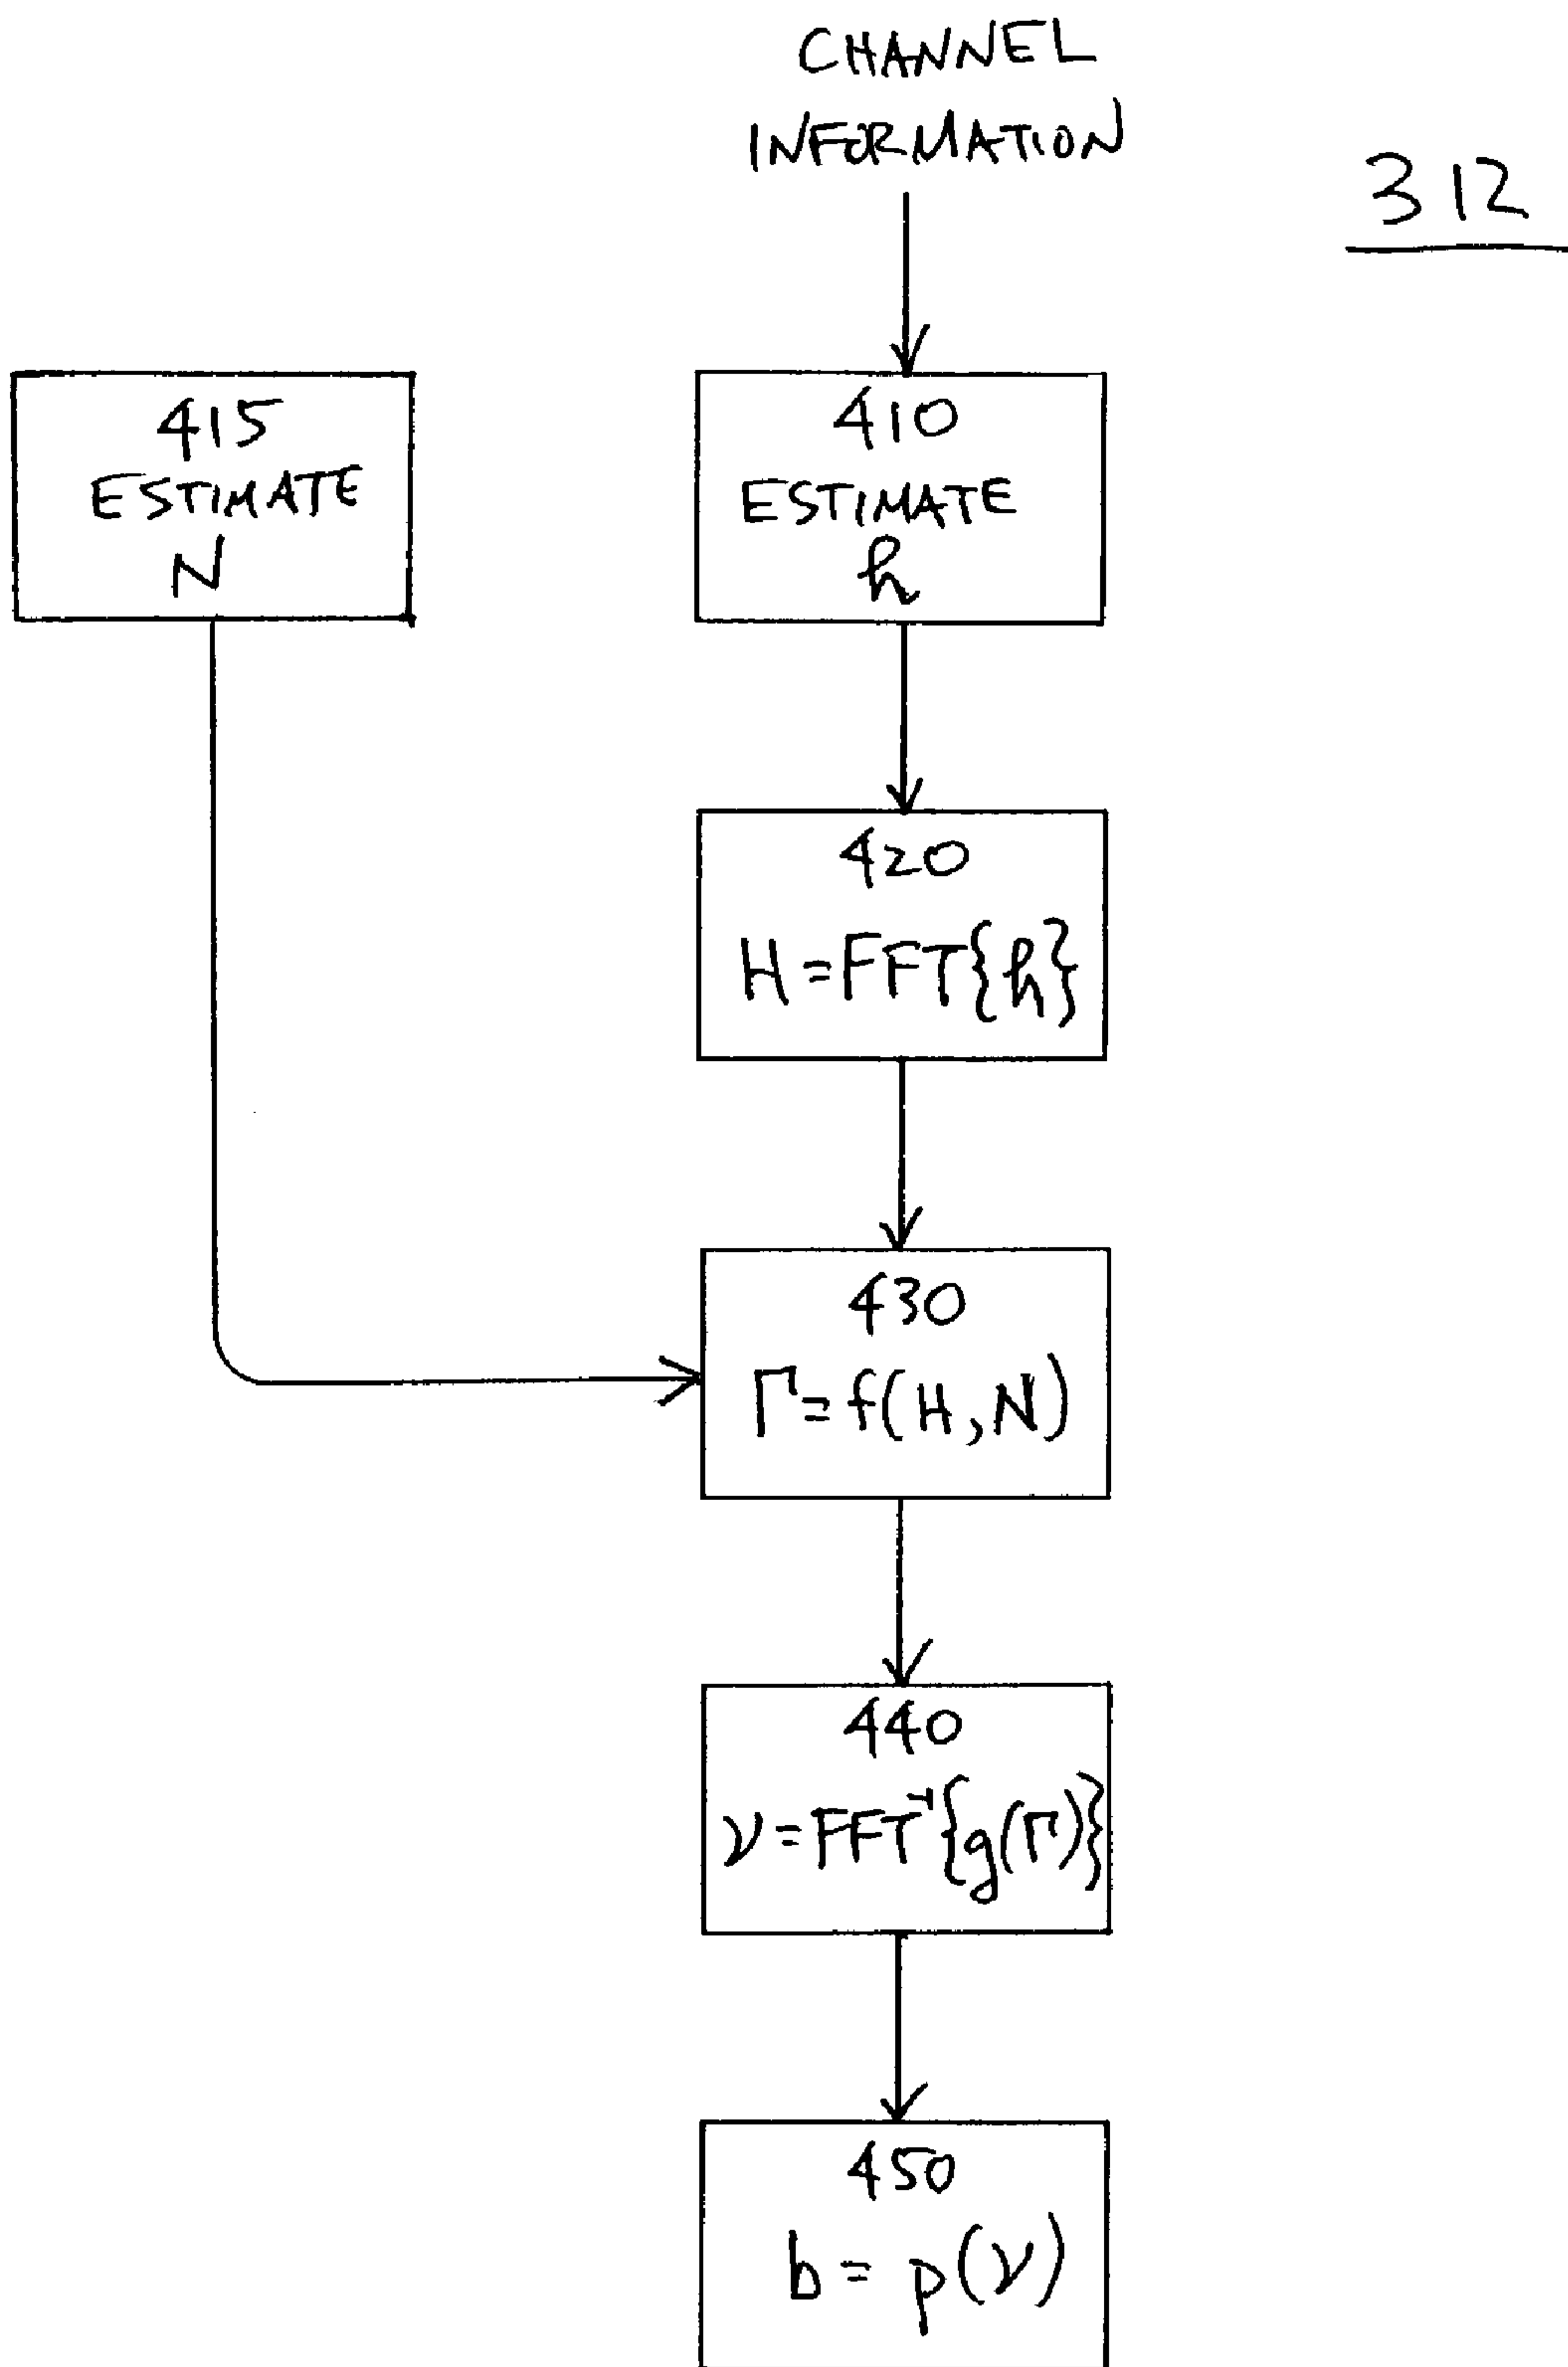 CHANNEL
INFORMATION
312
415
ESTIMATE
N
410
ESTIMATE
h
420
H=FFT{h}
430
Γ=f(H,N)
440
ν=FFT⁻¹{g(Γ)}
450
b=p(ν)